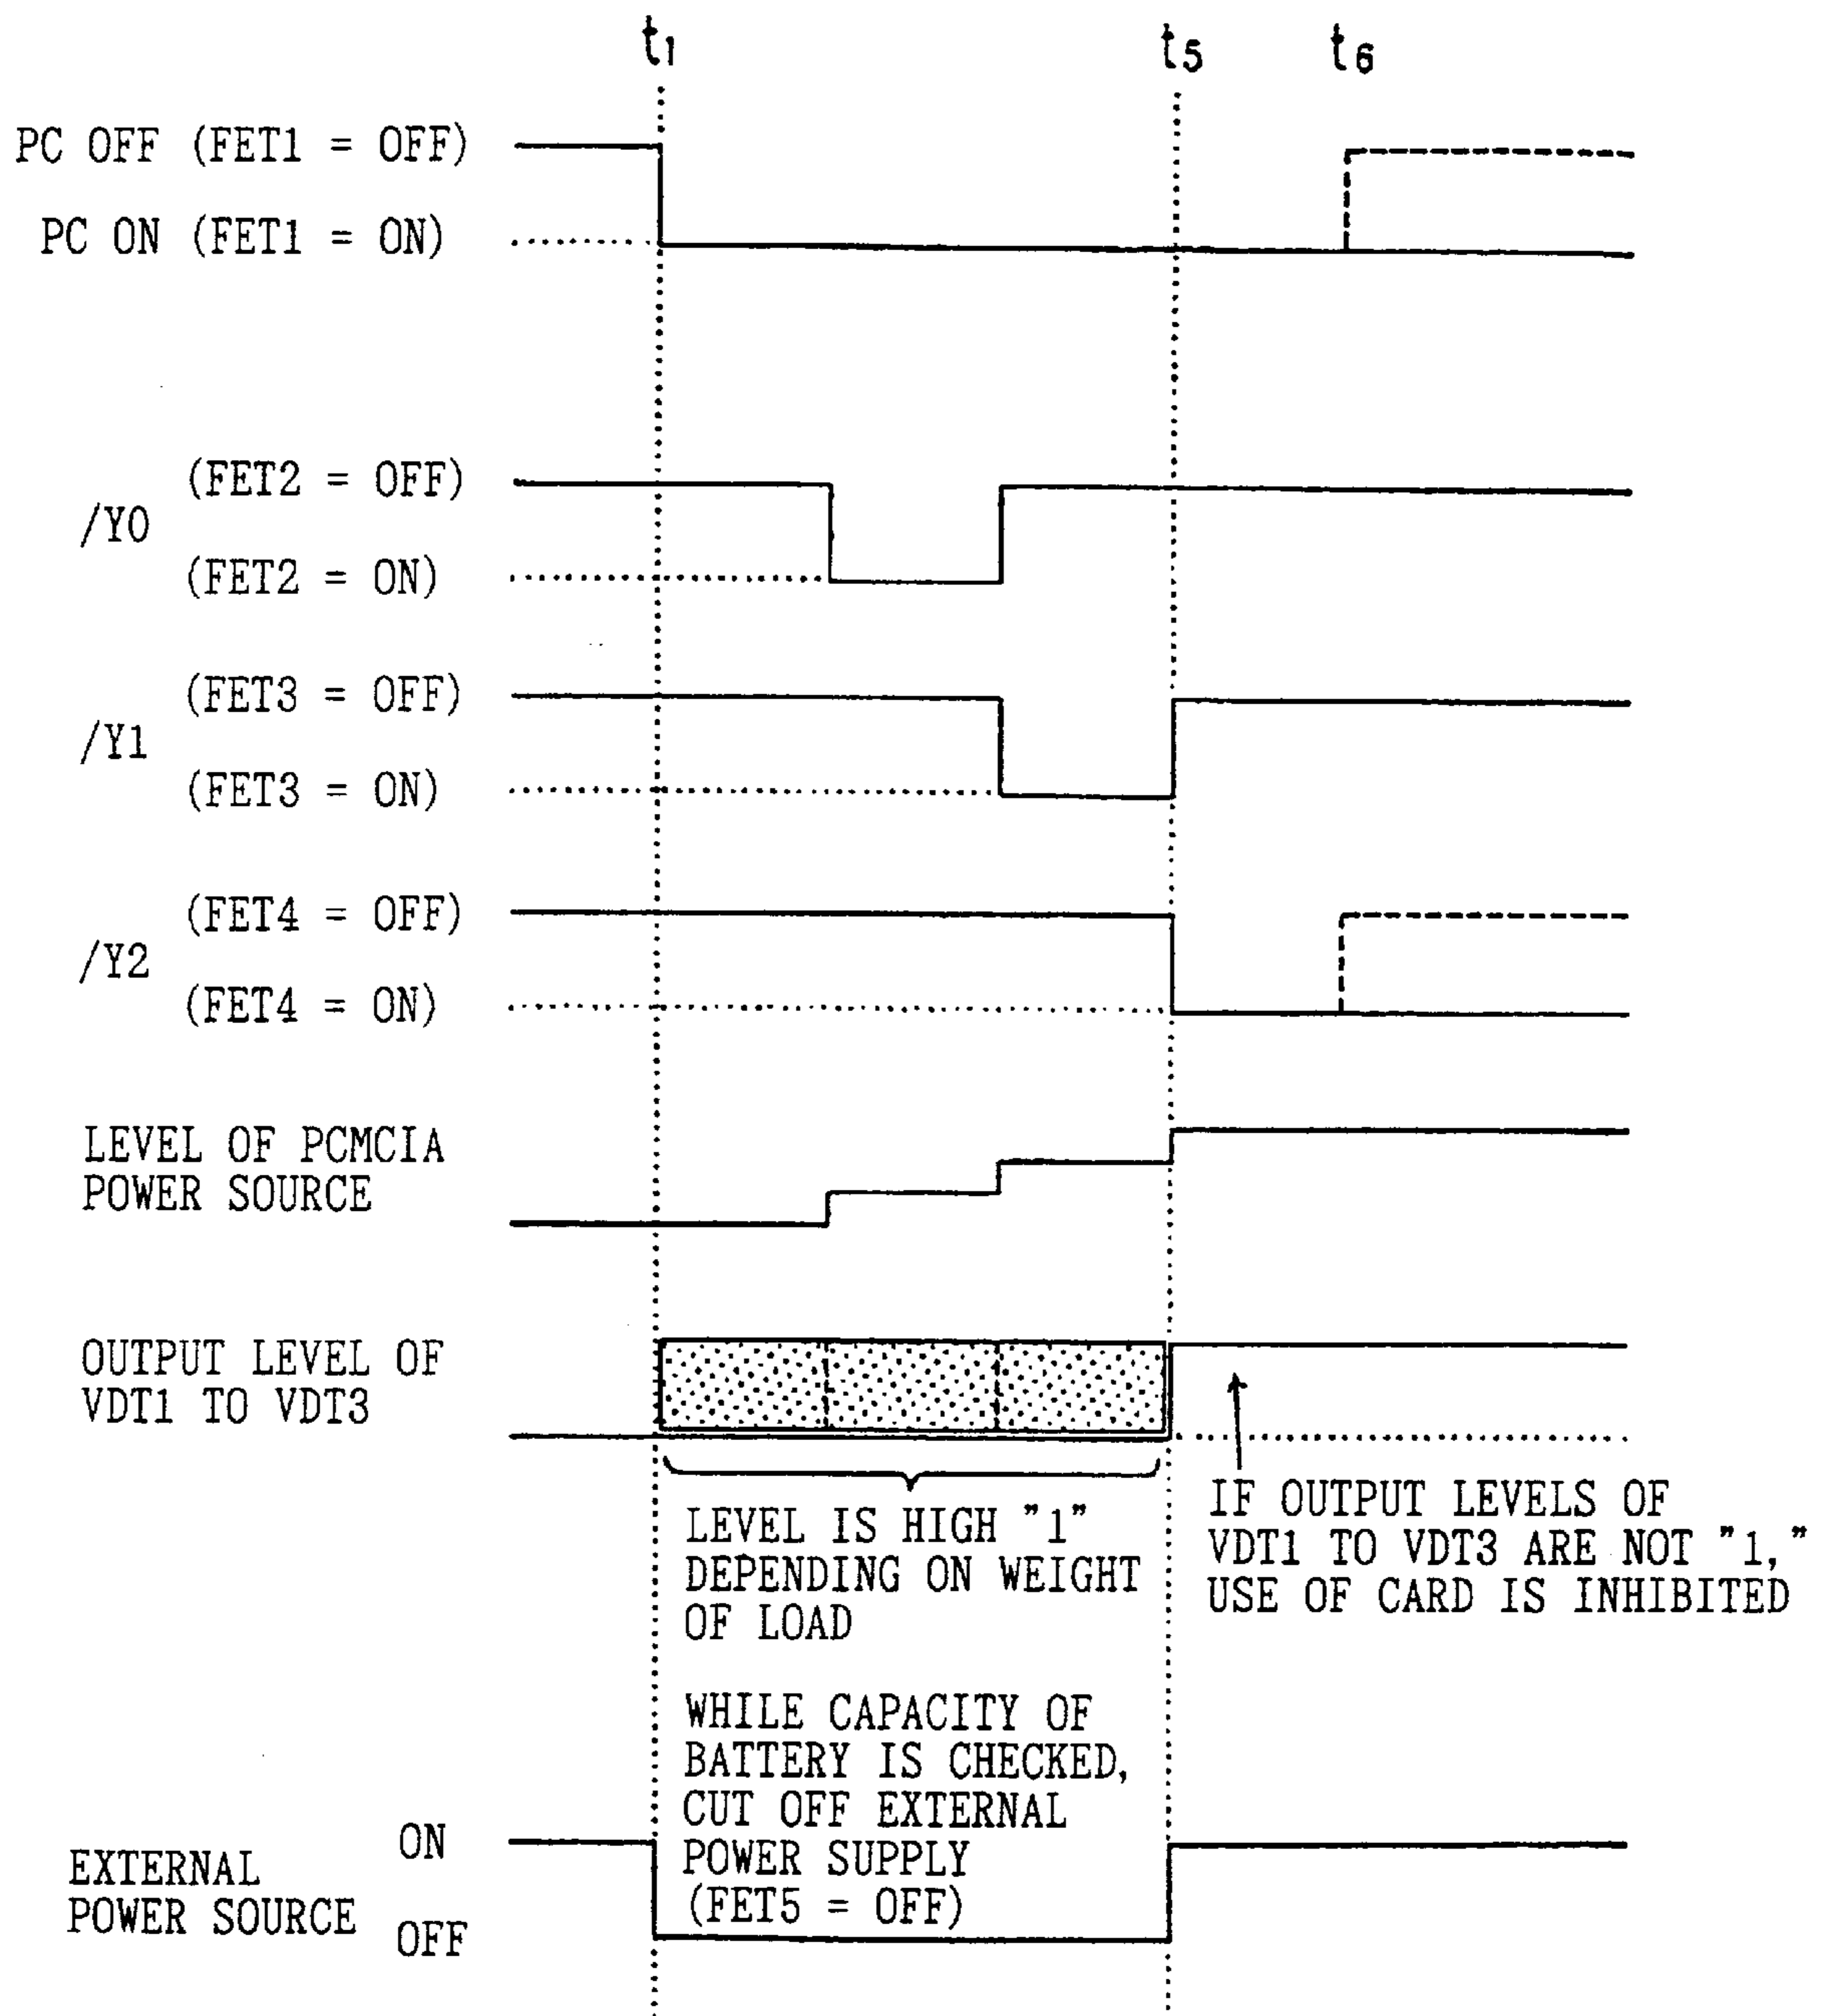 t1 t5 t6
PC OFF (FET1 = OFF)
PC ON (FET1 = ON)
(FET2 = OFF)
/Y0
(FET2 = ON)
(FET3 = OFF)
/Y1
(FET3 = ON)
(FET4 = OFF)
/Y2
(FET4 = ON)
LEVEL OF PCMCIA
POWER SOURCE
OUTPUT LEVEL OF
VDT1 TO VDT3
LEVEL IS HIGH "1"
DEPENDING ON WEIGHT
OF LOAD
IF OUTPUT LEVELS OF
VDT1 TO VDT3 ARE NOT "1,"
USE OF CARD IS INHIBITED
WHILE CAPACITY OF
BATTERY IS CHECKED,
CUT OFF EXTERNAL
POWER SUPPLY
(FET5 = OFF)
EXTERNAL
POWER SOURCE
ON
OFF